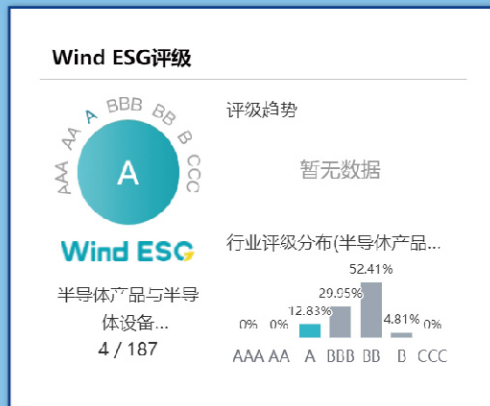 Wind ESG评级
AAA AA A BBB BB B CCC
A
Wind ESG
半导体产品与半导
体设备...
4 / 187
评级趋势
暂无数据
行业评级分布(半导体产品...
0% 0% 12.83% 29.95% 52.41% 4.81% 0%
AAA AA A BBB BB B CCC